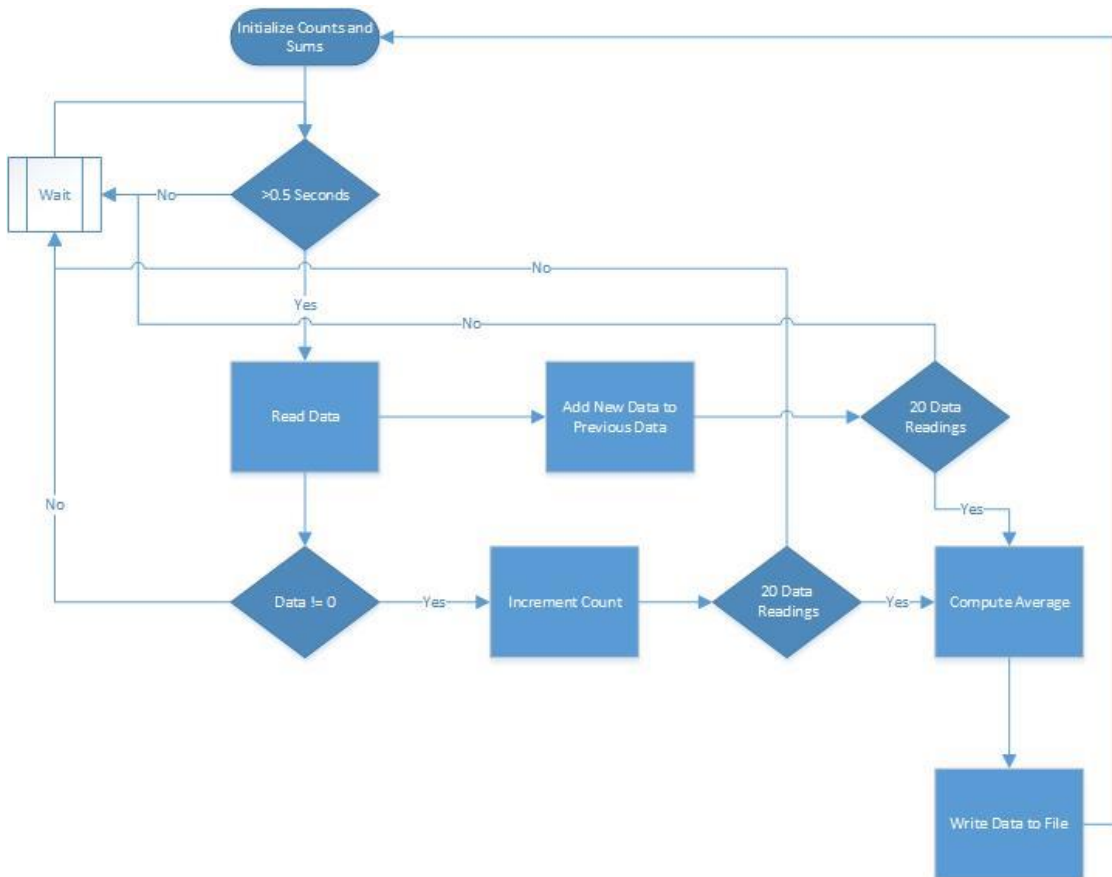 Initialize Counts and
Sums
Wait
No
>0.5 Seconds
No
Yes
No
Read Data
Add New Data to
Previous Data
20 Data
Readings
No
Yes
Data != 0
Yes
Increment Count
20 Data
Readings
Yes
Compute Average
Write Data to File